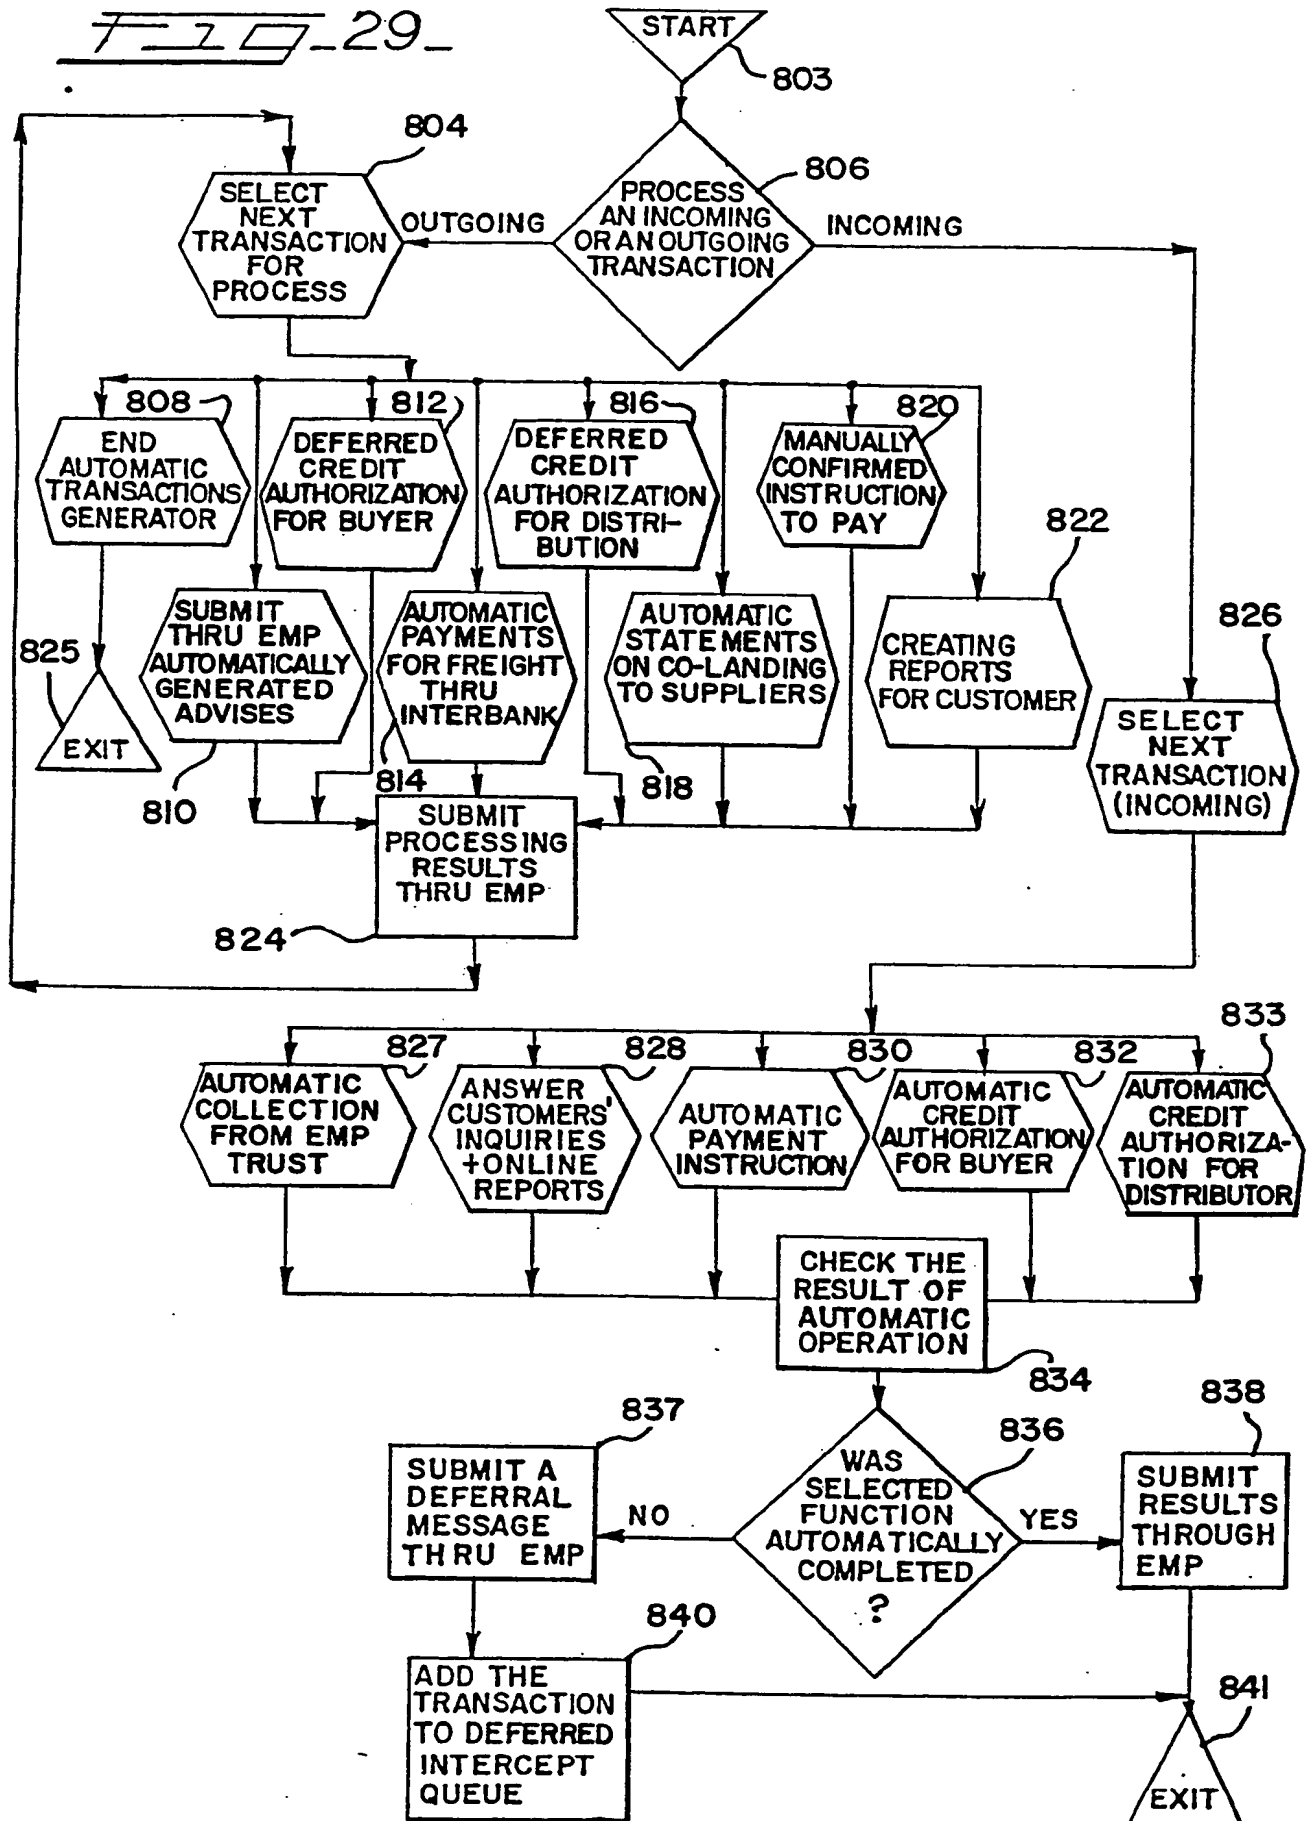 FIG_29_
START
803
804
806
SELECT
NEXT
TRANSACTION
FOR
PROCESS
OUTGOING
PROCESS
AN INCOMING
OR AN OUTGOING
TRANSACTION
INCOMING
808
812
816
820
END
AUTOMATIC
TRANSACTIONS
GENERATOR
DEFERRED
CREDIT
AUTHORIZATION
FOR BUYER
DEFERRED
CREDIT
AUTHORIZATION
FOR DISTRI-
BUTION
MANUALLY
CONFIRMED
INSTRUCTION
TO PAY
822
825
EXIT
SUBMIT
THRU EMP
AUTOMATICALLY
GENERATED
ADVISES
810
AUTOMATIC
PAYMENTS
FOR FREIGHT
THRU
INTERBANK
814
AUTOMATIC
STATEMENTS
ON CO-LANDING
TO SUPPLIERS
818
CREATING
REPORTS
FOR CUSTOMER
826
SELECT
NEXT
TRANSACTION
(INCOMING)
SUBMIT
PROCESSING
RESULTS
THRU EMP
824
827
828
830
832
833
AUTOMATIC
COLLECTION
FROM EMP
TRUST
ANSWER
CUSTOMERS'
INQUIRIES
+ONLINE
REPORTS
AUTOMATIC
PAYMENT
INSTRUCTION
AUTOMATIC
CREDIT
AUTHORIZATION
FOR BUYER
AUTOMATIC
CREDIT
AUTHORIZA-
TION FOR
DISTRIBUTOR
CHECK THE
RESULT OF
AUTOMATIC
OPERATION
834
837
836
838
SUBMIT A
DEFERRAL
MESSAGE
THRU EMP
NO
WAS
SELECTED
FUNCTION
AUTOMATICALLY
COMPLETED
?
YES
SUBMIT
RESULTS
THROUGH
EMP
840
ADD THE
TRANSACTION
TO DEFERRED
INTERCEPT
QUEUE
841
EXIT